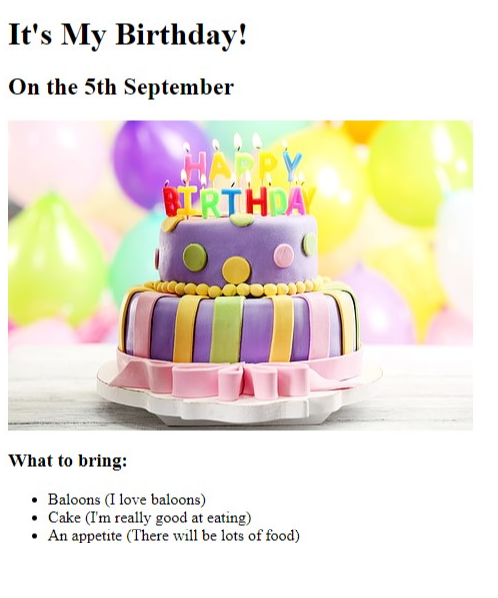 It's My Birthday!
On the 5th September
HAPPY
BIRTHDAY
What to bring:
Baloons (I love baloons)
Cake (I'm really good at eating)
An appetite (There will be lots of food)